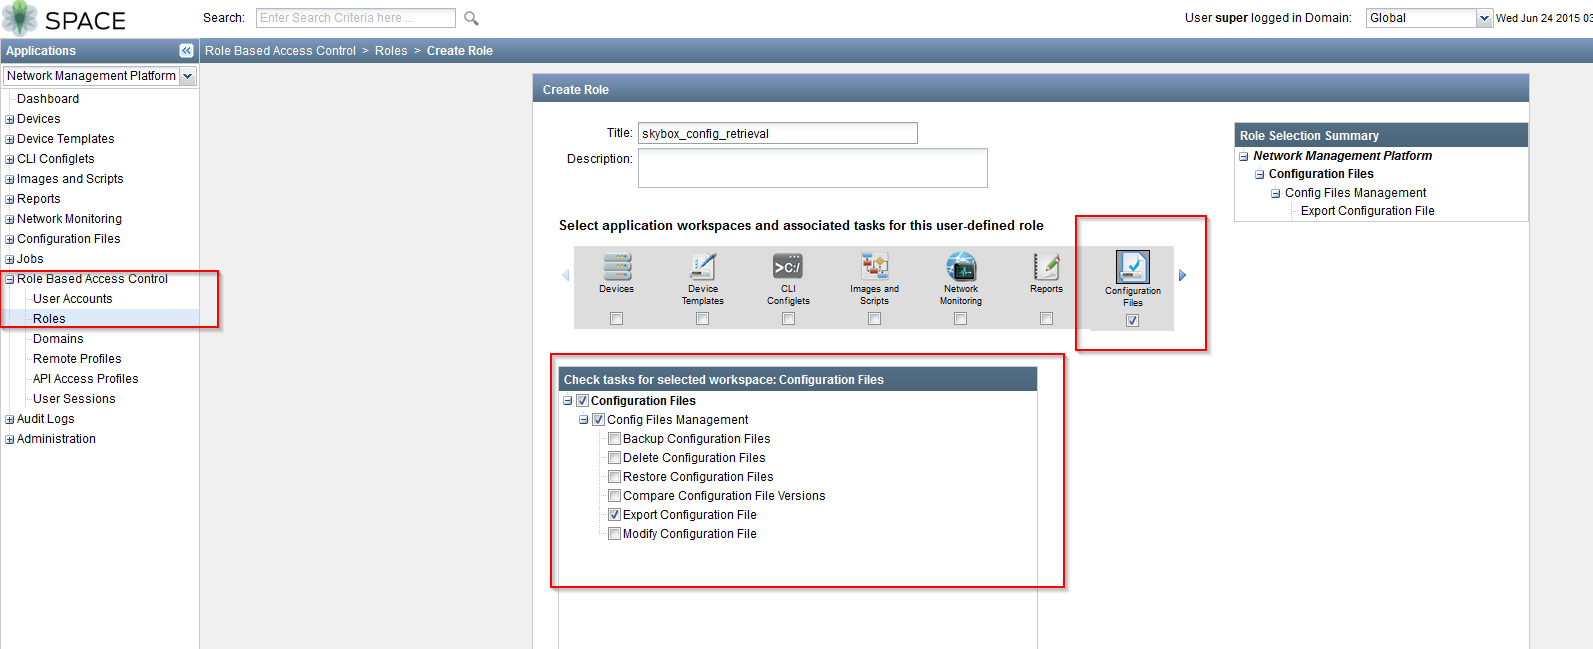 SPACE
Search: Enter Search Criteria here ...
User super logged in Domain: Global Wed Jun 24 2015 03
Applications
Role Based Access Control > Roles > Create Role
Network Management Platform
Dashboard
Devices
Device Templates
CLI Configlets
Images and Scripts
Reports
Network Monitoring
Configuration Files
Jobs
Role Based Access Control
User Accounts
Roles
Domains
Remote Profiles
API Access Profiles
User Sessions
Audit Logs
Administration
Create Role
Title: skybox_config_retrieval
Description:
Select application workspaces and associated tasks for this user-defined role
Devices
Device
Templates
>C:/
CLI
Configlets
Images and
Scripts
Network
Monitoring
Reports
Configuration
Files
Check tasks for selected workspace: Configuration Files
Configuration Files
Config Files Management
Backup Configuration Files
Delete Configuration Files
Restore Configuration Files
Compare Configuration File Versions
Export Configuration File
Modify Configuration File
Role Selection Summary
Network Management Platform
Configuration Files
Config Files Management
Export Configuration File